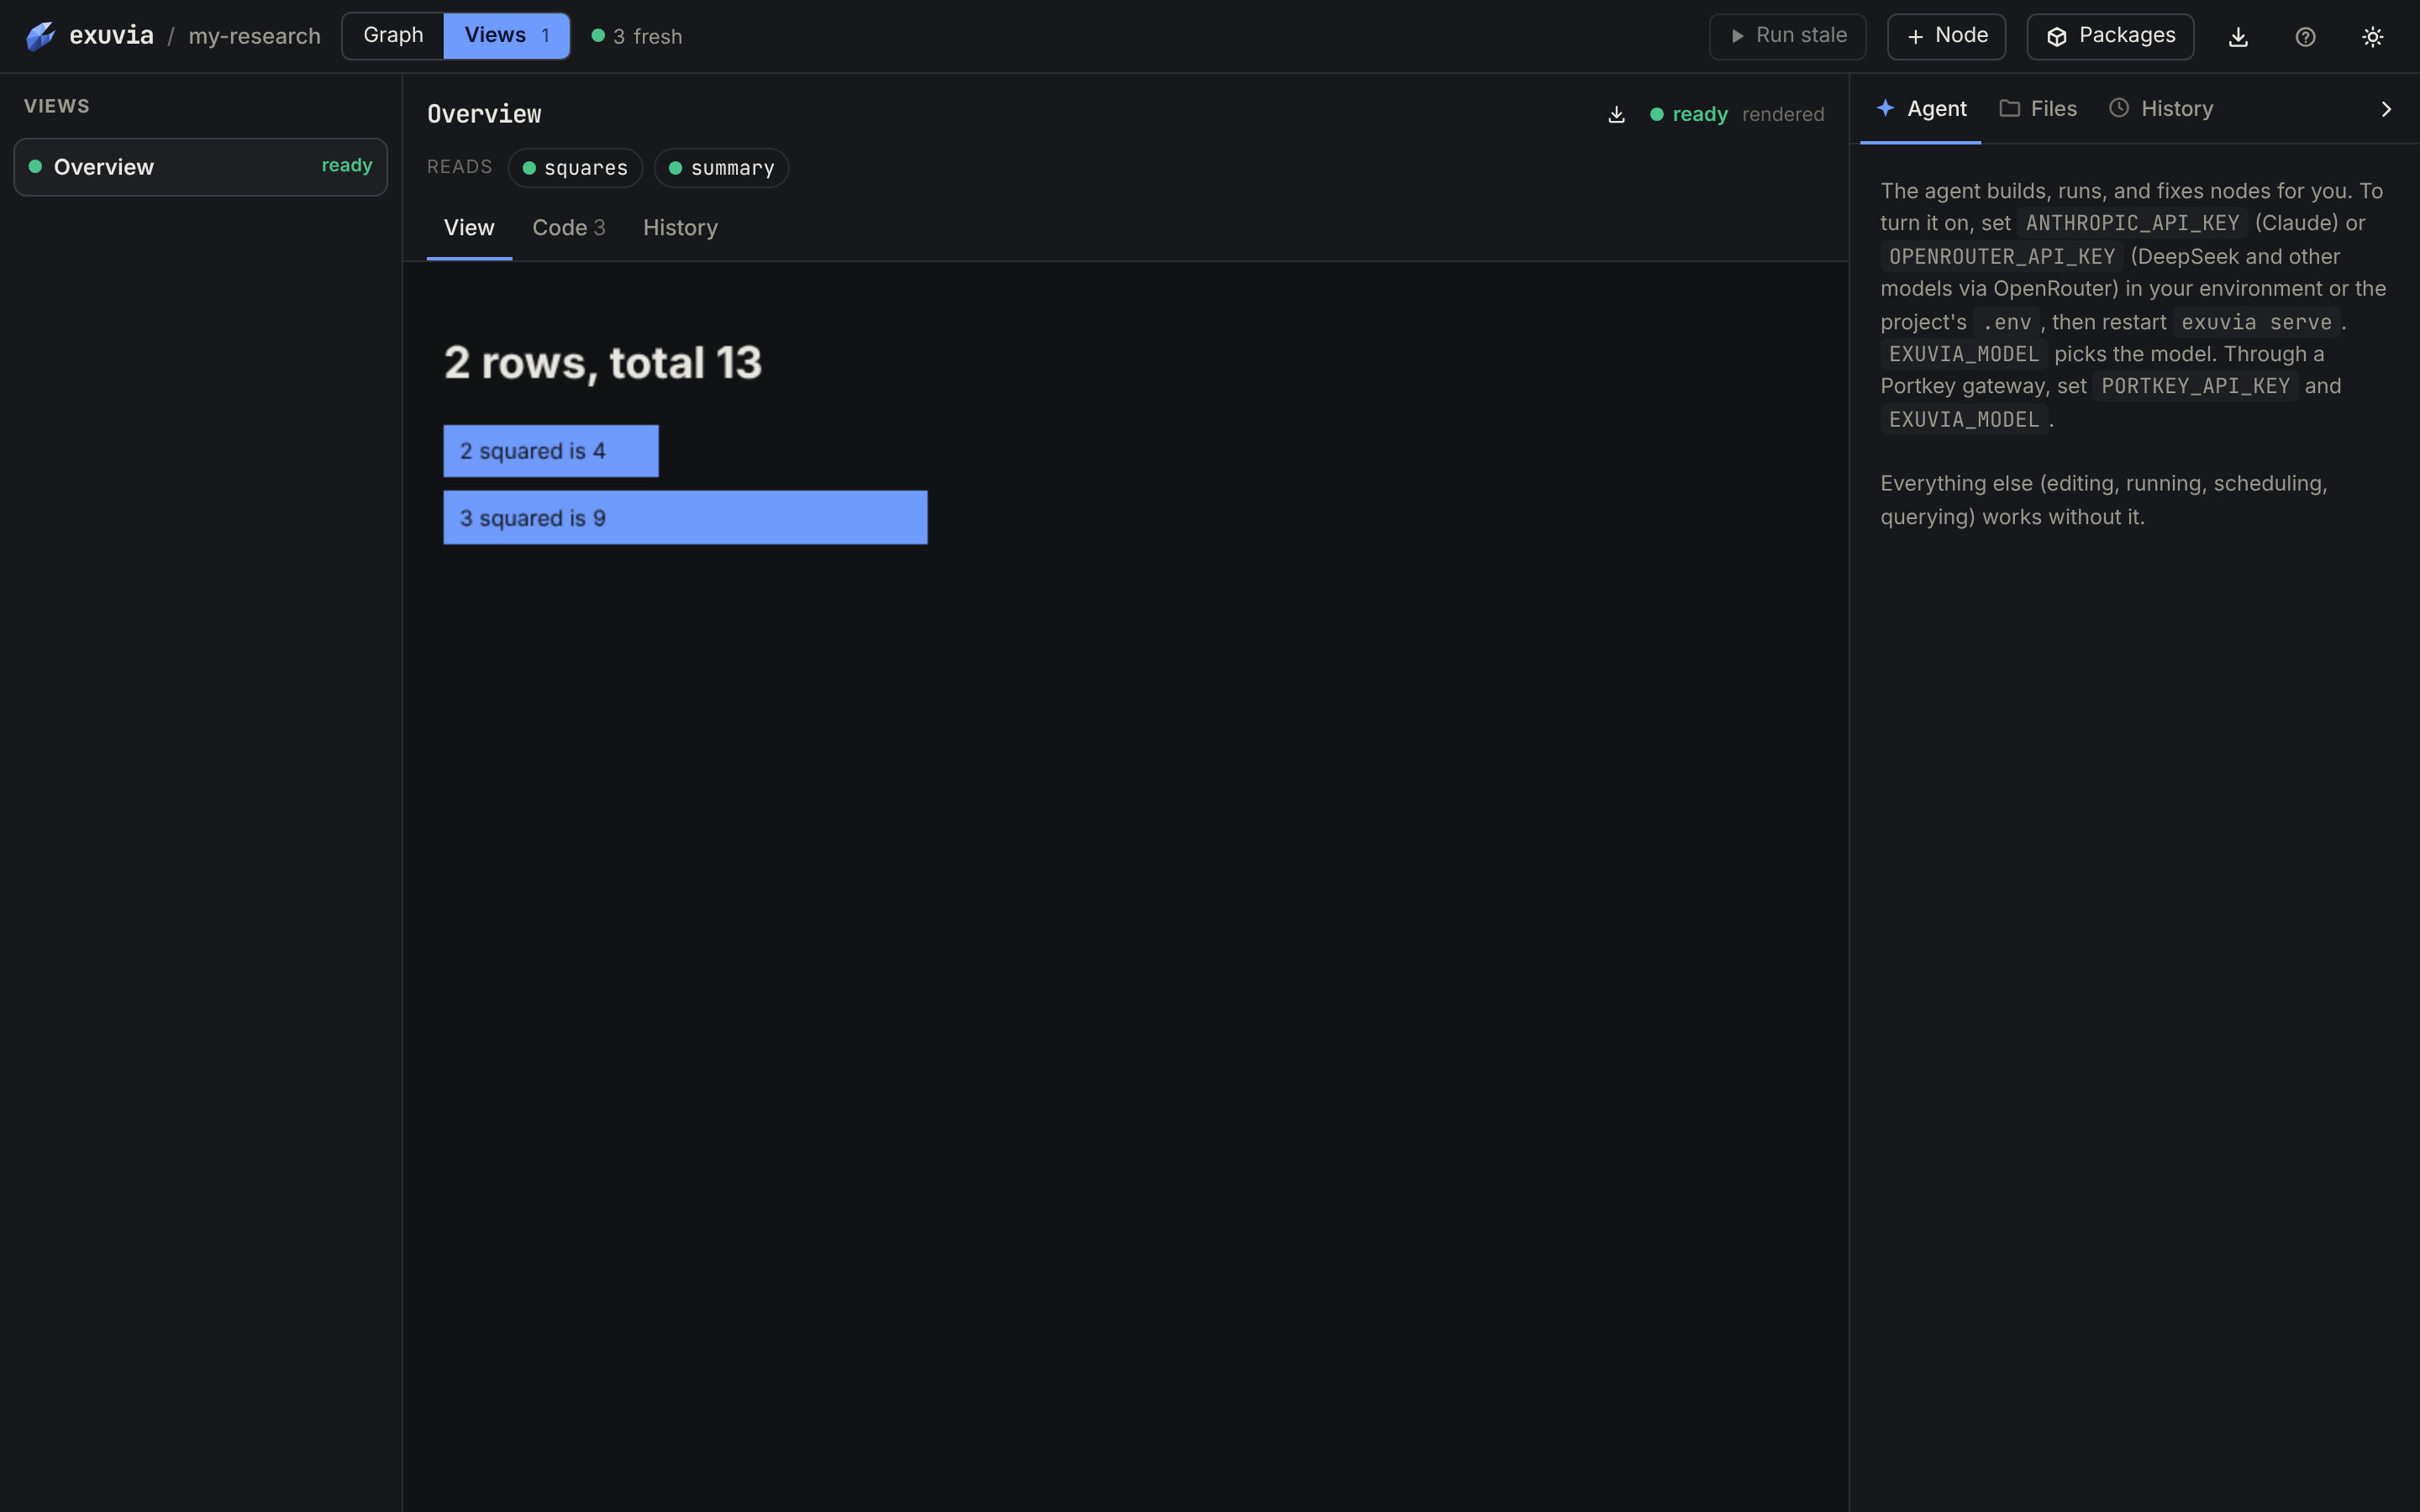 exuvia / my-research
Graph
Views 1
3 fresh
Run stale
+ Node
Packages
VIEWS
Overview ready
Overview
ready rendered
READS squares summary
View
Code 3
History
2 rows, total 13
2 squared is 4
3 squared is 9
Agent
Files
History
The agent builds, runs, and fixes nodes for you. To
turn it on, set ANTHROPIC_API_KEY (Claude) or
OPENROUTER_API_KEY (DeepSeek and other
models via OpenRouter) in your environment or the
project's .env, then restart exuvia serve.
EXUVIA_MODEL picks the model. Through a
Portkey gateway, set PORTKEY_API_KEY and
EXUVIA_MODEL.
Everything else (editing, running, scheduling,
querying) works without it.